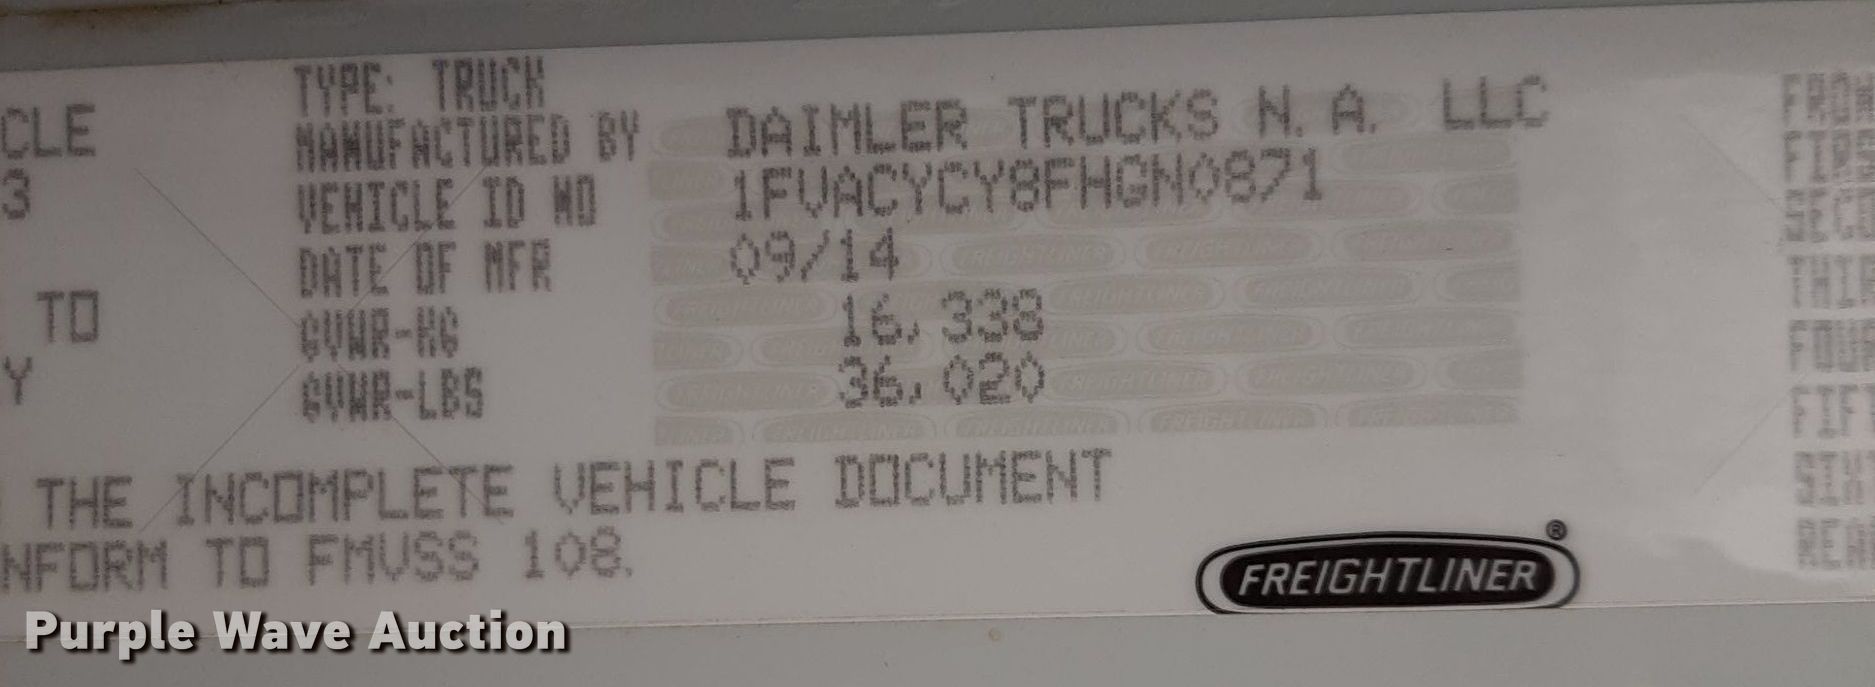 TYPE: TRUCK
CLE
MANUFACTURED BY DAIMLER TRUCKS N. A. LLC
3
VEHICLE ID NO 1FVACYCY8FHGN0871
DATE OF MFR 09/14
TO
GVWR-KG 16,338
Y
GVWR-LBS 36,020
THE INCOMPLETE VEHICLE DOCUMENT
NFORM TO FMVSS 108.
FREIGHTLINER®
Purple Wave Auction